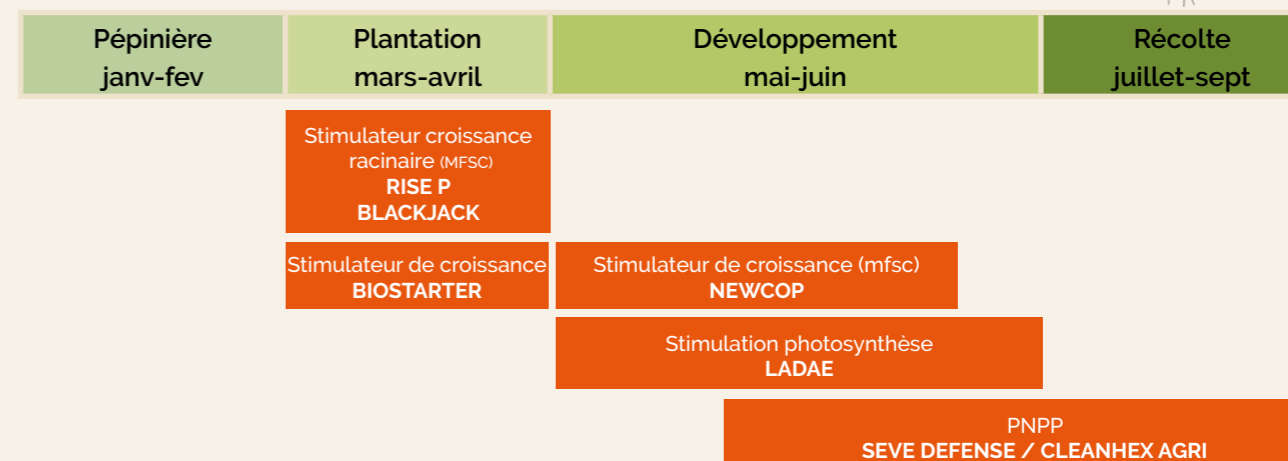 Pépinière
janv-fev
Plantation
mars-avril
Développement
mai-juin
Récolte
juillet-sept
Stimulateur croissance
racinaire (MFSC)
RISE P
BLACKJACK
Stimulateur de croissance
BIOSTARTER
Stimulateur de croissance (mfsc)
NEWCOP
Stimulation photosynthèse
LADAE
PNPP
SEVE DEFENSE / CLEANHEX AGRI